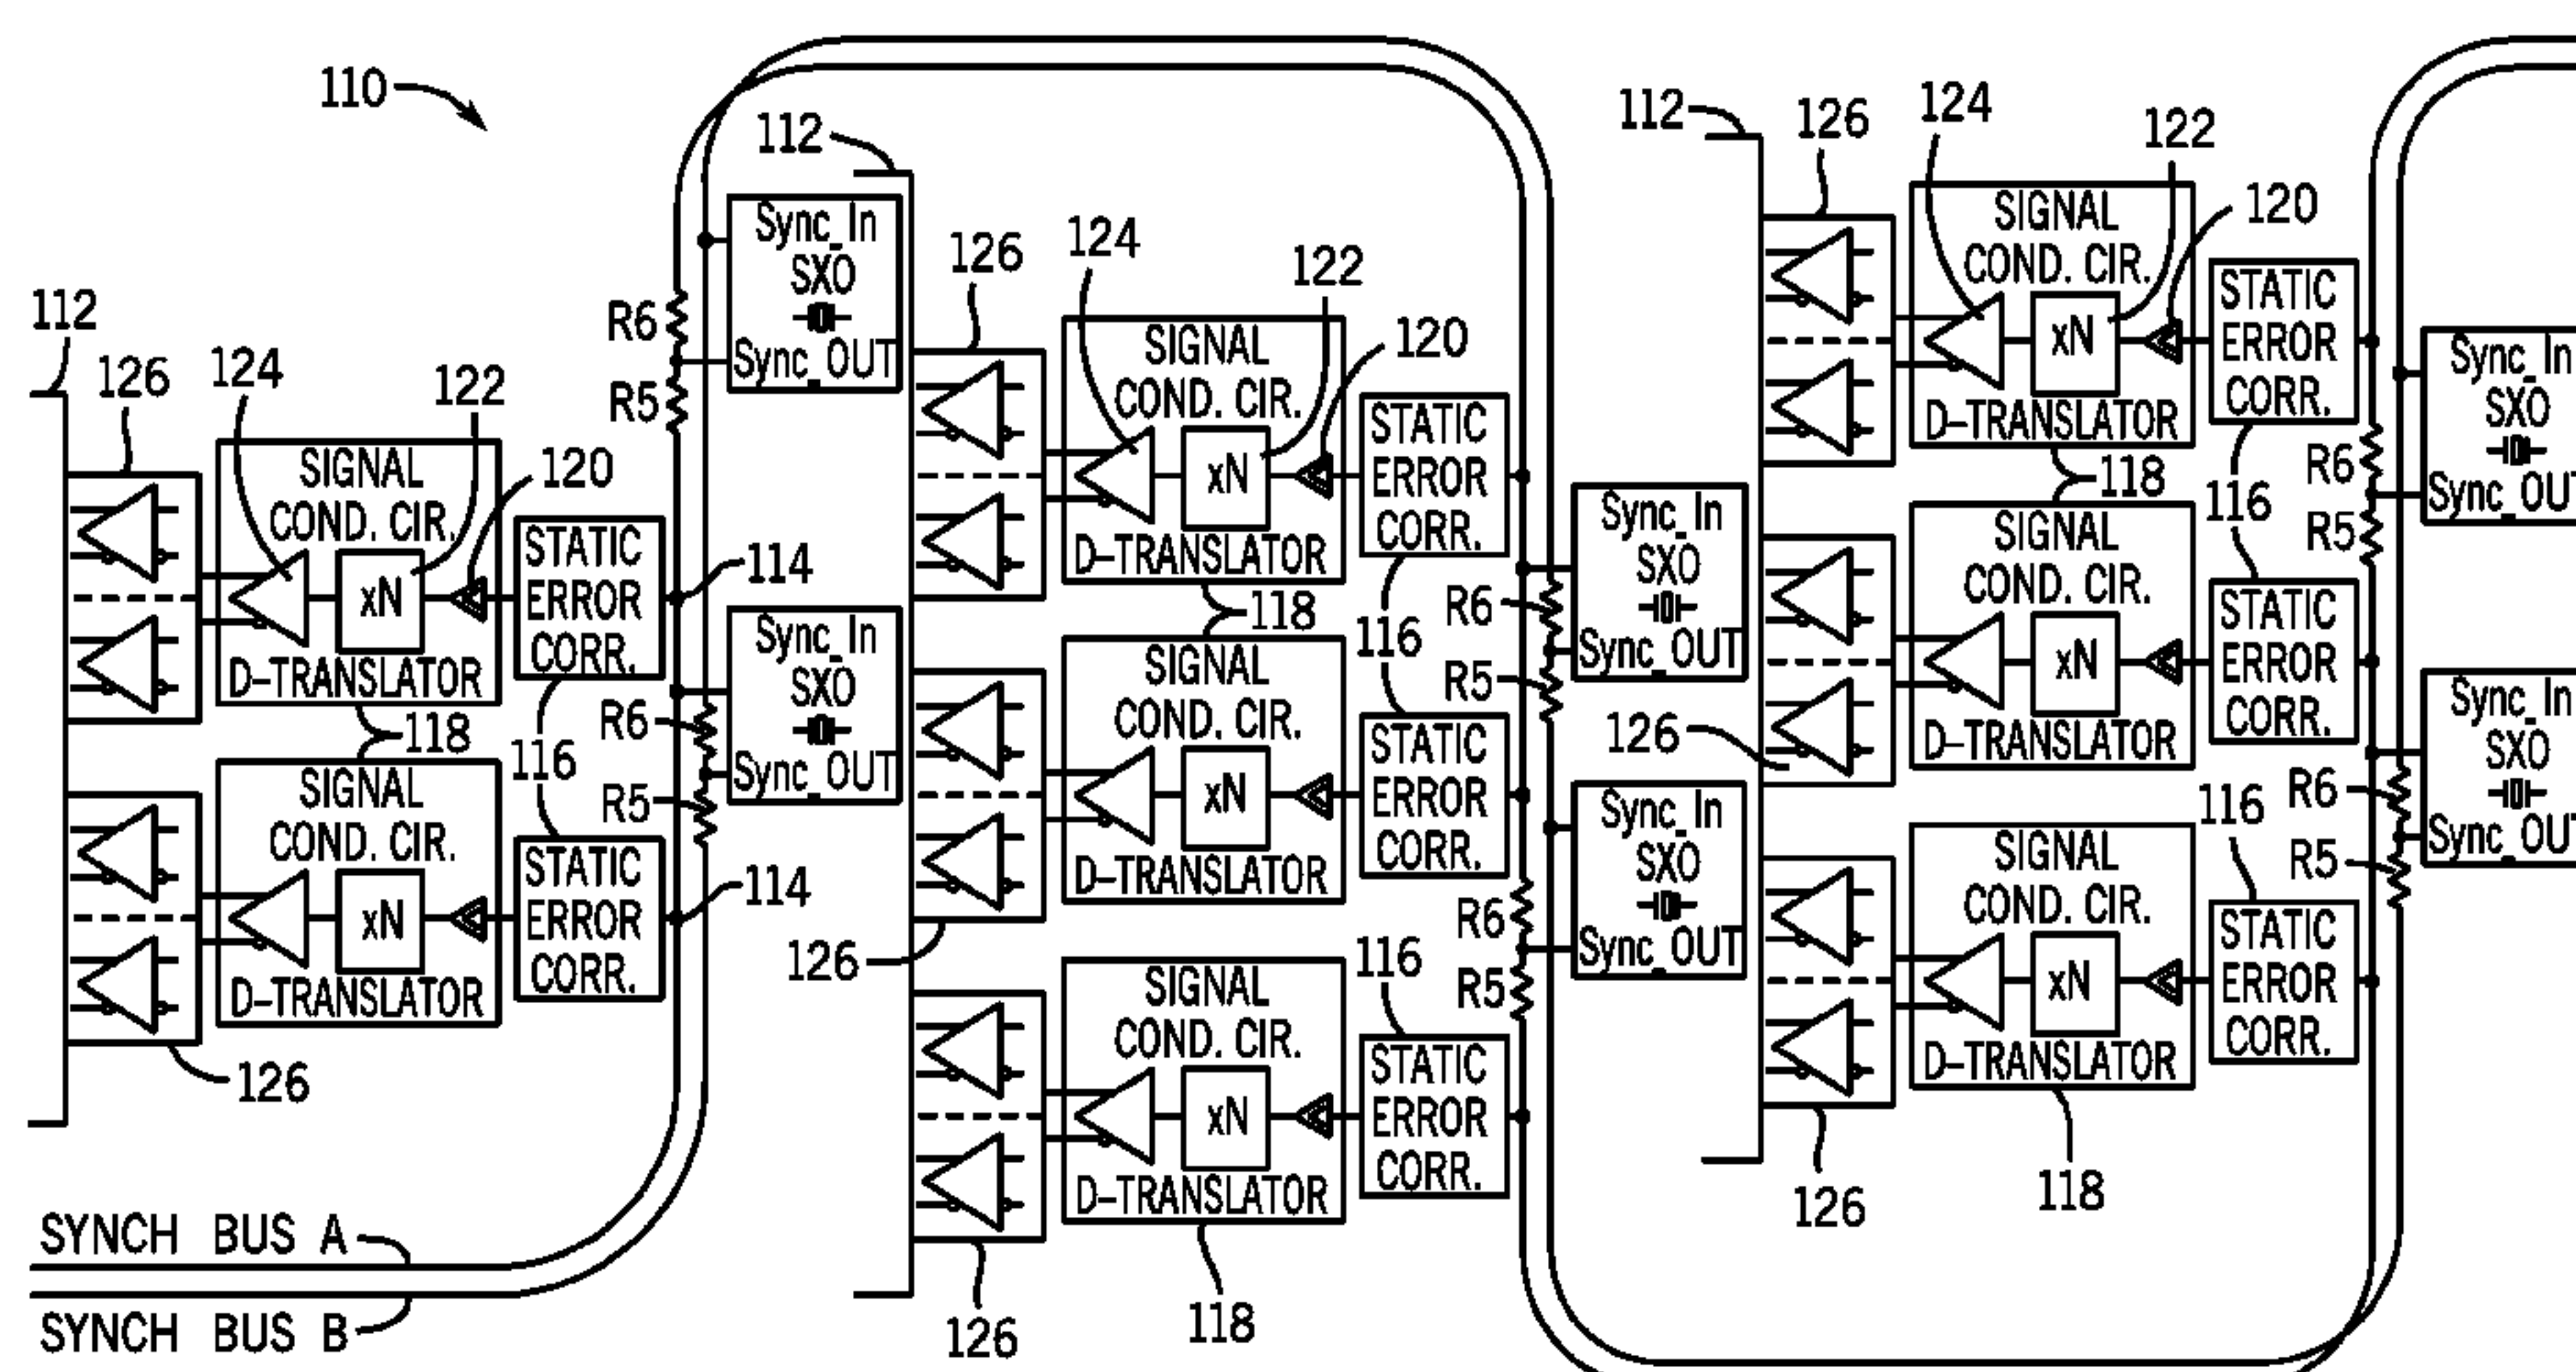 110
112
126
124
122
120
SIGNAL
COND. CIR.
xN
D-TRANSLATOR
STATIC
ERROR
CORR.
114
118
116
SIGNAL
COND. CIR.
xN
D-TRANSLATOR
STATIC
ERROR
CORR.
114
126
SYNCH BUS A
SYNCH BUS B
R6
R5
Sync_In
SXO
Sync_OUT
R6
R5
Sync_In
SXO
Sync_OUT
112
126
124
122
120
SIGNAL
COND. CIR.
xN
D-TRANSLATOR
STATIC
ERROR
CORR.
118
116
SIGNAL
COND. CIR.
xN
D-TRANSLATOR
STATIC
ERROR
CORR.
126
116
SIGNAL
COND. CIR.
xN
D-TRANSLATOR
STATIC
ERROR
CORR.
126
118
R6
R5
Sync_In
SXO
Sync_OUT
R6
R5
Sync_In
SXO
Sync_OUT
112
126
124
122
120
SIGNAL
COND. CIR.
xN
D-TRANSLATOR
STATIC
ERROR
CORR.
118
116
126
SIGNAL
COND. CIR.
xN
D-TRANSLATOR
STATIC
ERROR
CORR.
116
SIGNAL
COND. CIR.
xN
D-TRANSLATOR
STATIC
ERROR
CORR.
126
118
R6
R5
Sync_In
SXO
Sync_OUT
R6
R5
Sync_In
SXO
Sync_OUT